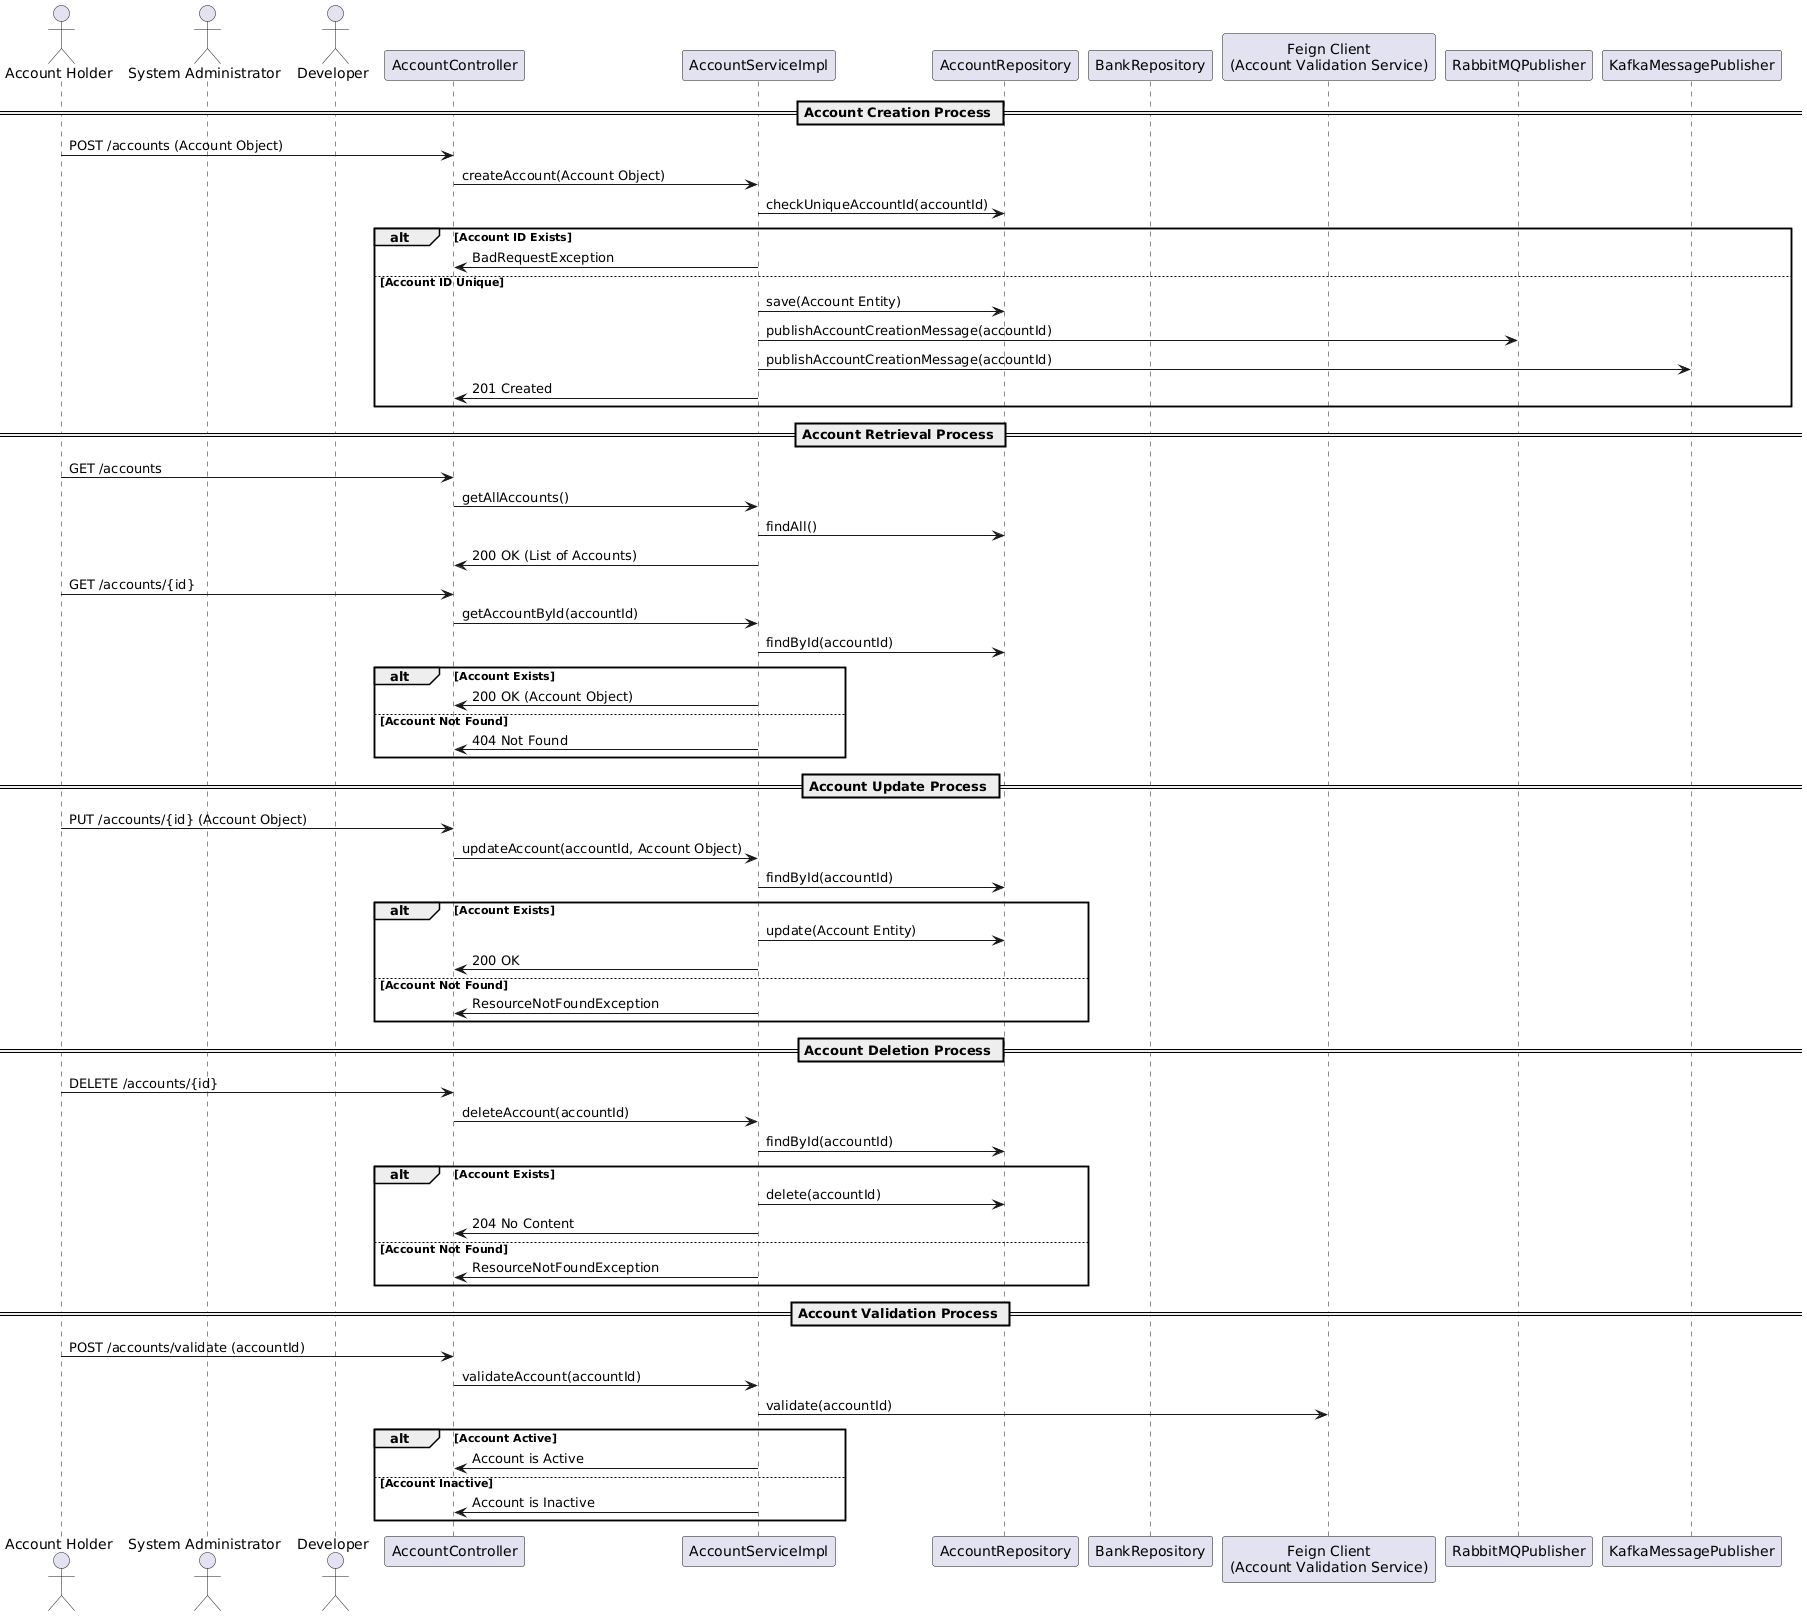 Account Holder
System Administrator
Developer
AccountController
AccountServiceImpl
AccountRepository
BankRepository
Feign Client
(Account Validation Service)
RabbitMQPublisher
KafkaMessagePublisher
Account Creation Process
POST /accounts (Account Object)
createAccount(Account Object)
checkUniqueAccountId(accountId)
alt [Account ID Exists]
BadRequestException
[Account ID Unique]
save(Account Entity)
publishAccountCreationMessage(accountId)
publishAccountCreationMessage(accountId)
201 Created
Account Retrieval Process
GET /accounts
getAllAccounts()
findAll()
200 OK (List of Accounts)
GET /accounts/{id}
getAccountById(accountId)
findById(accountId)
alt [Account Exists]
200 OK (Account Object)
[Account Not Found]
404 Not Found
Account Update Process
PUT /accounts/{id} (Account Object)
updateAccount(accountId, Account Object)
findById(accountId)
alt [Account Exists]
update(Account Entity)
200 OK
[Account Not Found]
ResourceNotFoundException
Account Deletion Process
DELETE /accounts/{id}
deleteAccount(accountId)
findById(accountId)
alt [Account Exists]
delete(accountId)
204 No Content
[Account Not Found]
ResourceNotFoundException
Account Validation Process
POST /accounts/validate (accountId)
validateAccount(accountId)
validate(accountId)
alt [Account Active]
Account is Active
[Account Inactive]
Account is Inactive
Account Holder
System Administrator
Developer
AccountController
AccountServiceImpl
AccountRepository
BankRepository
Feign Client
(Account Validation Service)
RabbitMQPublisher
KafkaMessagePublisher